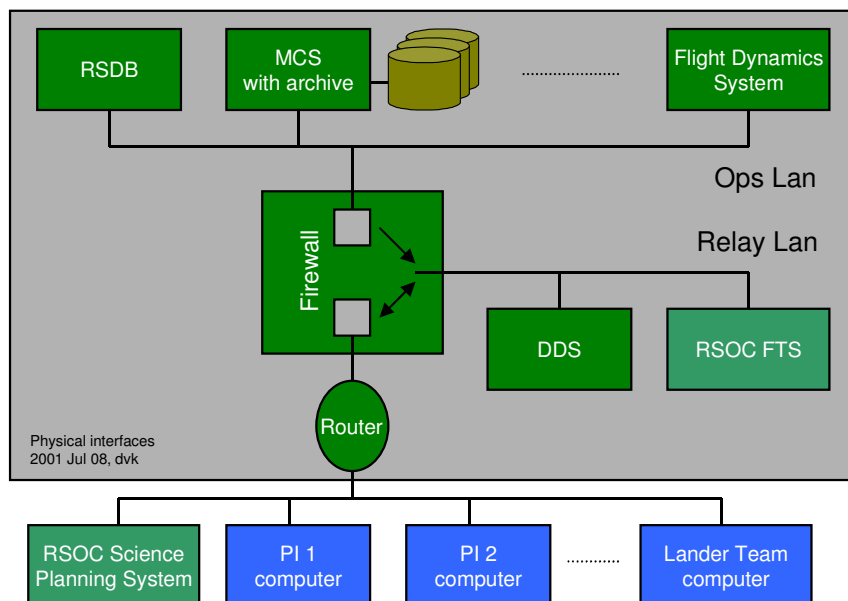 RSDB
MCS
with archive
Flight Dynamics
System
Ops Lan
Relay Lan
Firewall
DDS
RSOC FTS
Router
Physical interfaces
2001 Jul 08, dvk
RSOC Science
Planning System
PI 1
computer
PI 2
computer
Lander Team
computer